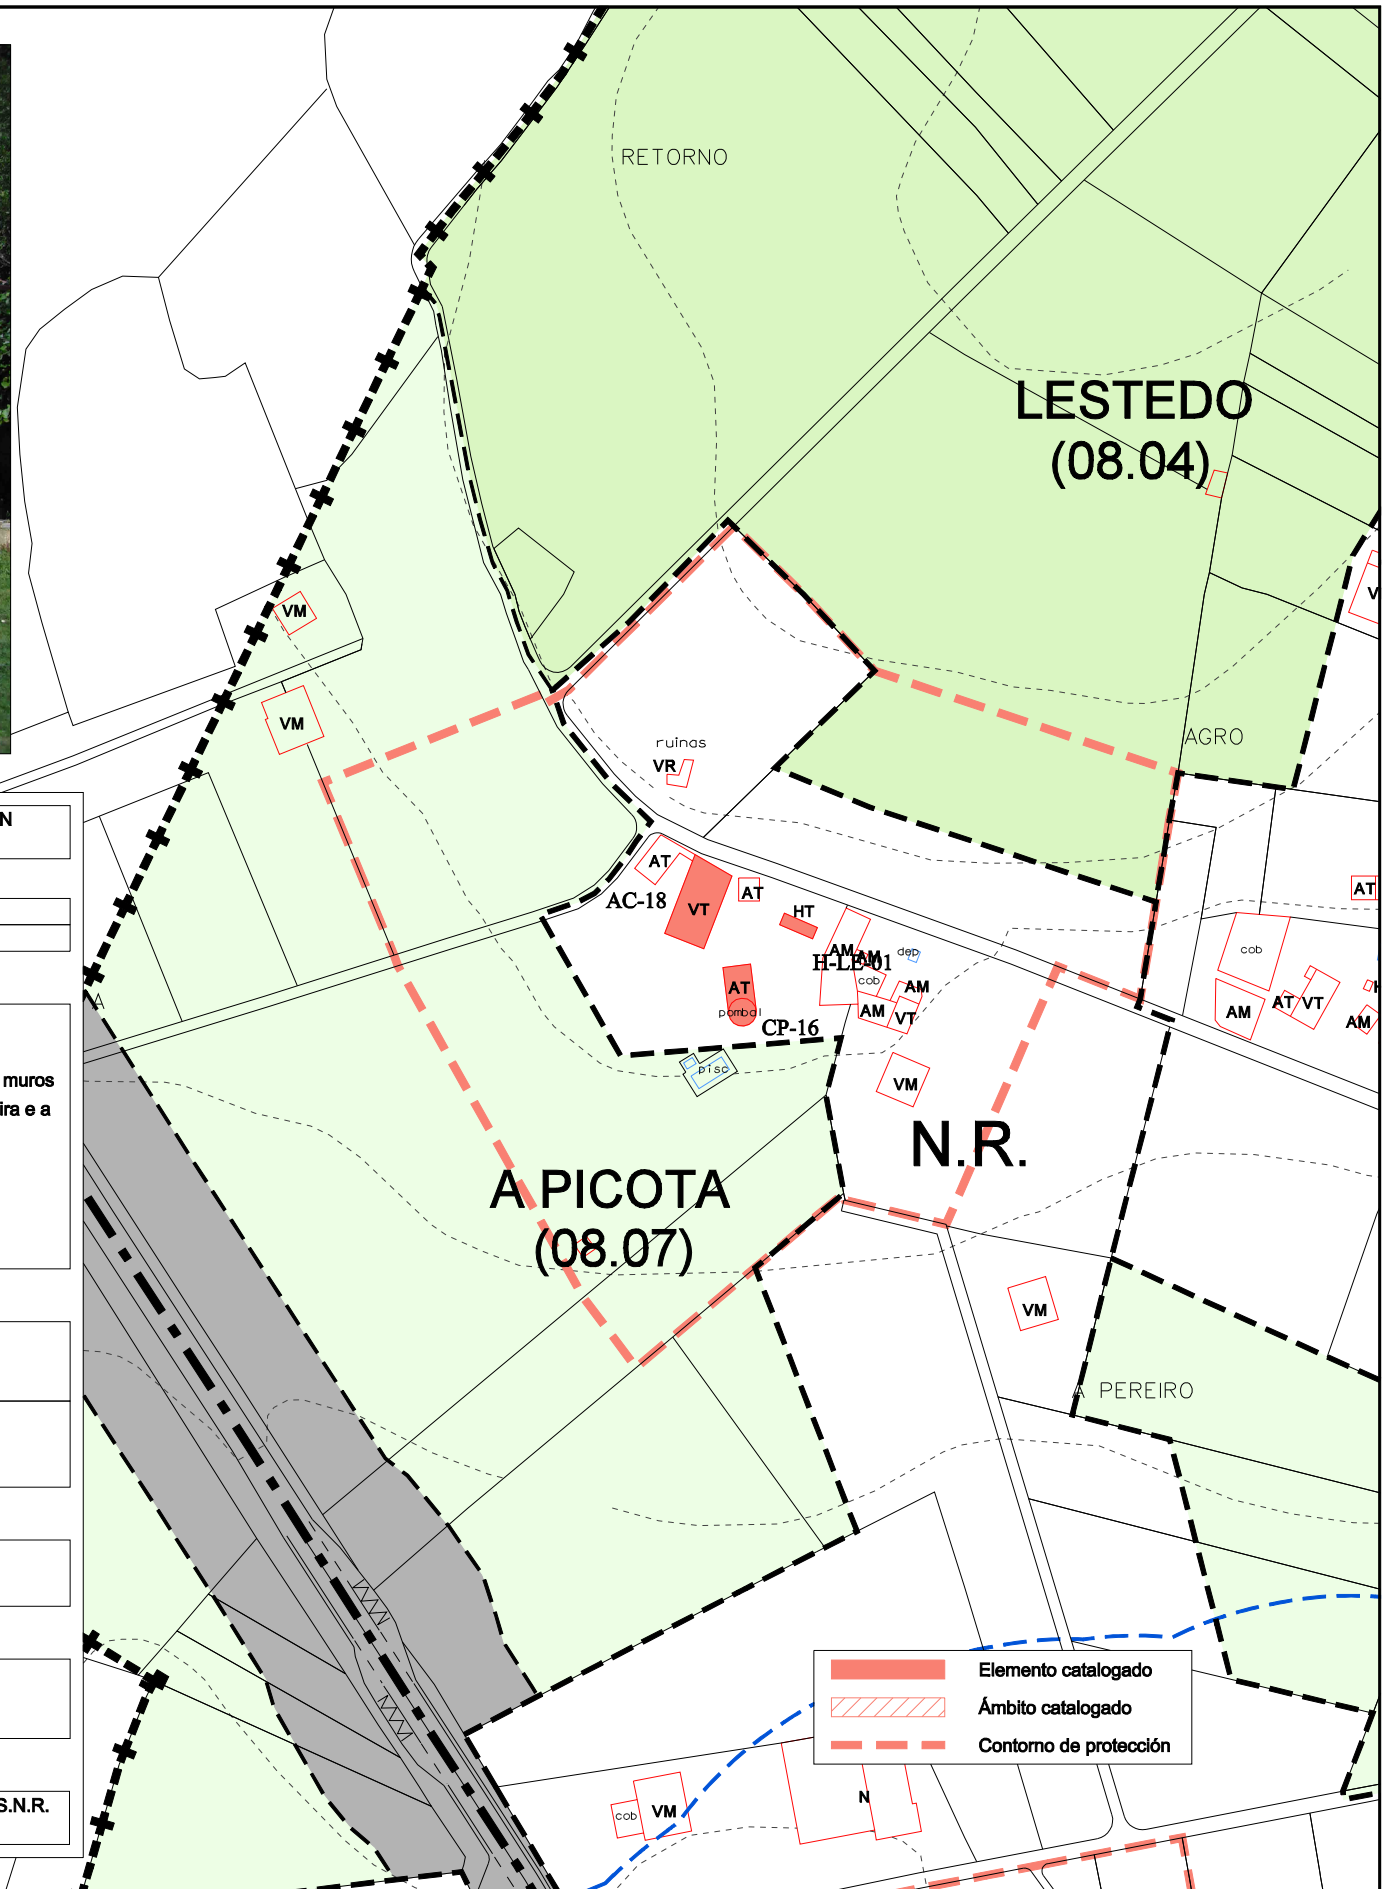 RETORNO
LESTEDO
(08.04)
VM
VM
V
AGRO
ruinas
VR
N
AT
AC-18
VT
AT
HT
AM
AM
H-LE-01
dep
cob
AM
AM
VT
AT
pombal
CP-16
VM
pisc
AT
cob
AM
AT
VT
AM
A
muros
ira e a
N.R.
A PICOTA
(08.07)
VM
A PEREIRO
Elemento catalogado
Ámbito catalogado
Contorno de protección
S.N.R.
cob
VM
N